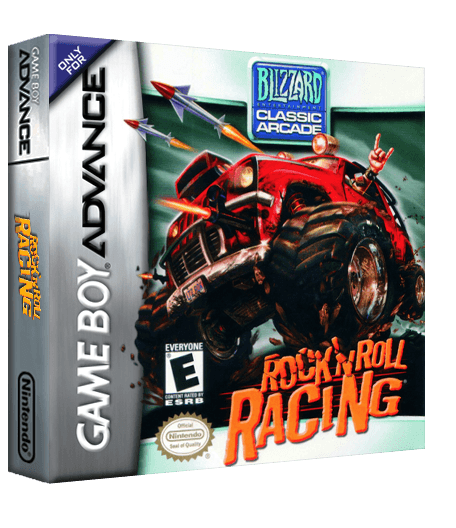 GAME BOY
ADVANCE
ROCK N' ROLL
RACING
Nintendo
ONLY
FOR
GAME BOY ADVANCE
BLIZZARD
ENTERTAINMENT
CLASSIC
ARCADE
EVERYONE
E
CONTENT RATED BY
ESRB
Official
Nintendo
Seal of Quality
ROCK 'N ROLL
RACING